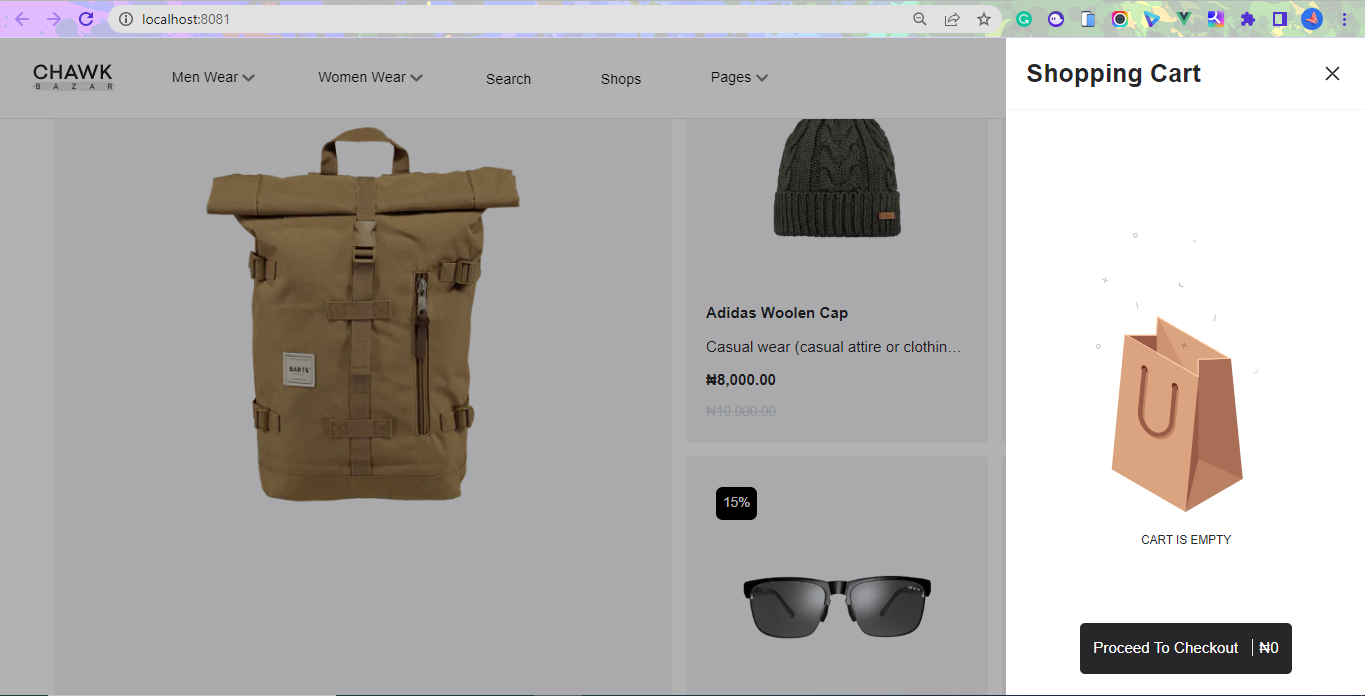 localhost:8081
CHAWK
BAZAR
Men Wear
Women Wear
Search
Shops
Pages
Shopping Cart
BARTS
Adidas Woolen Cap
Casual wear (casual attire or clothin...
₦8,000.00
₦10,000.00
15%
CART IS EMPTY
Proceed To Checkout
₦0